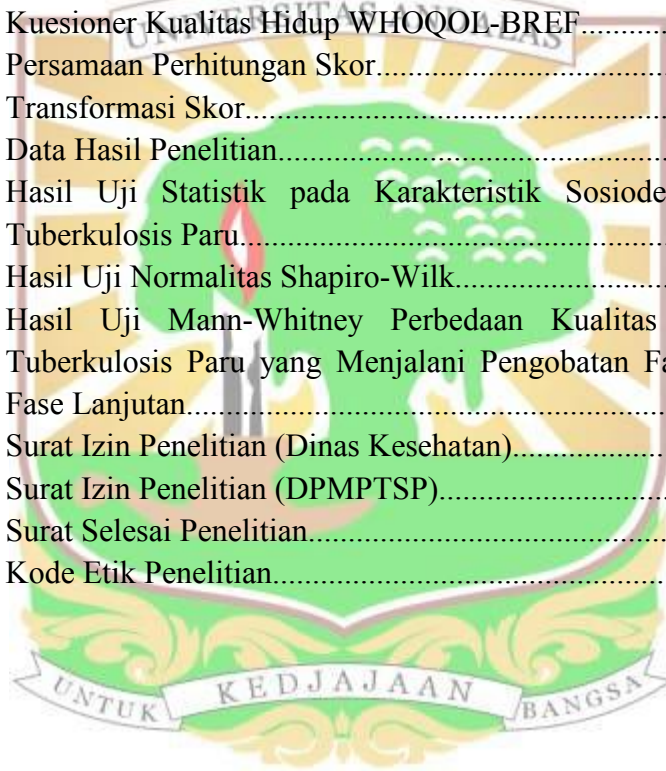 UNIVERSITAS ANDALAS
Kuesioner Kualitas Hidup WHOQOL-BREF............
Persamaan Perhitungan Skor....................................
Transformasi Skor.....................................................
Data Hasil Penelitian.................................................
Hasil Uji Statistik pada Karakteristik Sosiode
Tuberkulosis Paru......................................................
Hasil Uji Normalitas Shapiro-Wilk...........................
Hasil Uji Mann-Whitney Perbedaan Kualitas
Tuberkulosis Paru yang Menjalani Pengobatan Fa
Fase Lanjutan.............................................................
Surat Izin Penelitian (Dinas Kesehatan)...................
Surat Izin Penelitian (DPMPTSP).............................
Surat Selesai Penelitian.............................................
Kode Etik Penelitian.................................................
UNTUK KEDJAJAAN BANGSA